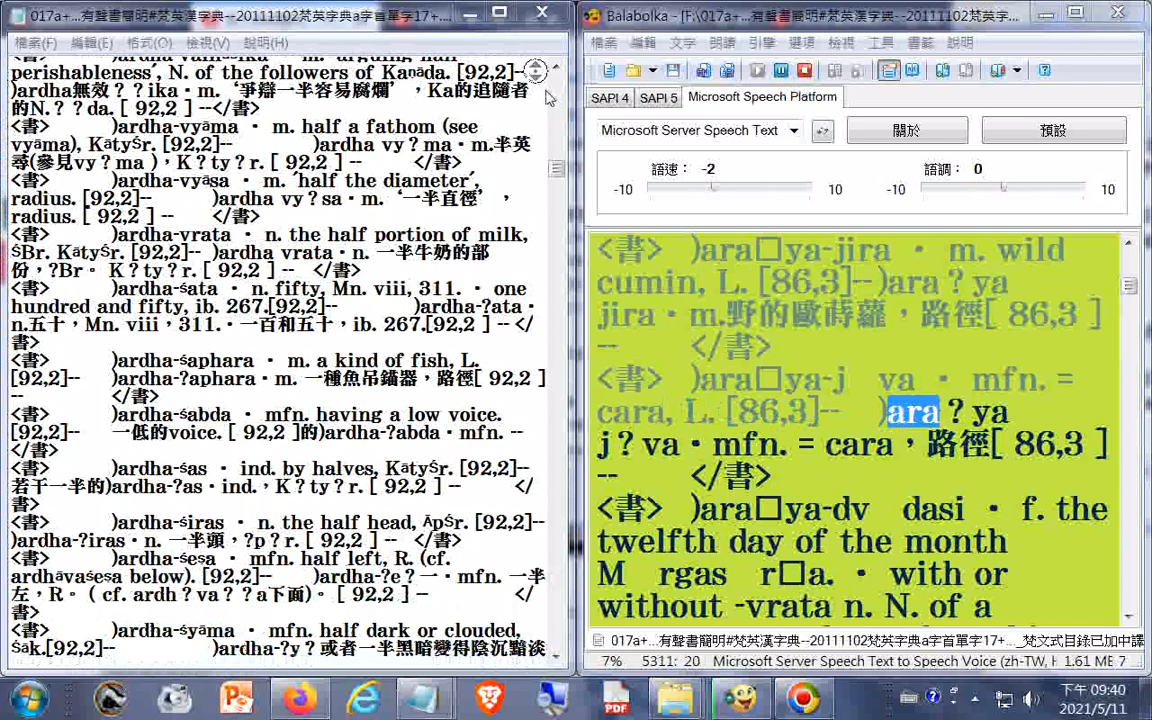 017a+...有聲書簡明#梵英漢字典--20111102梵英字典a字首單字17+...
檔案(F) 編輯(E) 格式(O) 檢視(V) 說明(H)
perishableness', N. of the followers of Kaṇāda. [92,2]--
)ardha無效？？ika‧m.‘爭辯一半容易腐爛’，Ka的追隨者
的N.？？da. [ 92,2 ] --</書>
<書> )ardha-vyāma ‧ m. half a fathom (see
vyāma), KātyŚr. [92,2]-- )ardha vy？ma‧m.半英
尋(參見vy？ma )，K？ty？r. [ 92,2 ] -- </書>
<書> )ardha-vyāsa ‧ m. 'half the diameter',
radius. [92,2]-- )ardha vy？sa‧m.‘一半直徑’，
radius. [ 92,2 ] -- </書>
<書> )ardha-vrata ‧ n. the half portion of milk,
ŚBr. KātyŚr. [92,2]-- )ardha vrata‧n. 一半牛奶的部
份，?Br。 K？ty？r. [ 92,2 ] -- </書>
<書> )ardha-śata ‧ n. fifty, Mn. viii, 311. ‧ one
hundred and fifty, ib. 267.[92,2]-- )ardha-?ata‧
n.五十，Mn. viii，311.‧一百和五十，ib. 267.[92,2 ] -- </
書>
<書> )ardha-śaphara ‧ m. a kind of fish, L.
[92,2]-- )ardha-?aphara‧m. 一種魚吊錨器，路徑[ 92,2 ]
-- </書>
<書> )ardha-śabda ‧ mfn. having a low voice.
[92,2]-- 一低的voice. [ 92,2 ]的)ardha-?abda‧mfn. --
</書>
<書> )ardha-śas ‧ ind. by halves, KātyŚr. [92,2]--
若干一半的)ardha-?as‧ind.，K？ty？r. [ 92,2 ] -- </
書>
<書> )ardha-śiras ‧ n. the half head, ĀpŚr. [92,2]--
)ardha-?iras‧n. 一半頭，?p？r. [ 92,2 ] -- </書>
<書> )ardha-śeṣa ‧ mfn. half left, R. (cf.
ardhāvaśeṣa below). [92,2]-- )ardha-?e？一‧mfn. 一半
左，R。 ( cf. ardh？va？？a下面)。 [ 92,2 ] -- </
書>
<書> )ardha-śyāma ‧ mfn. half dark or clouded,
Śāk.[92,2]-- )ardha-?y？或者一半黑暗變得陰沉黯淡
Balabolka - [F:\017a+...有聲書簡明#梵英漢字典--20111102梵英字...
檔案 編輯 文字 朗讀 引擎 選項 檢視 工具 書籤 說明
SAPI 4 SAPI 5 Microsoft Speech Platform
Microsoft Server Speech Text 關於 預設
語速： -2 語調： 0
-10 10 -10 10
<書> )ara□ya-jira ‧ m. wild
cumin, L. [86,3]--)ara？ya
jira‧m.野的歐蒔蘿，路徑[ 86,3 ]
-- </書>
<書> )ara□ya-j va ‧ mfn. =
cara, L. [86,3]-- )ara？ya
j？va‧mfn. = cara，路徑[ 86,3 ]
-- </書>
<書> )ara□ya-dv dasi ‧ f. the
twelfth day of the month
M rgas r□a. ‧ with or
without -vrata n. N. of a
017a+...有聲書簡明#梵英漢字典--20111102梵英字典a字首單字17+..._梵文式目錄已加中譯
7% 5311: 20 Microsoft Server Speech Text to Speech Voice (zh-TW, H 1.61 ME 7
下午 09:40
2021/5/11